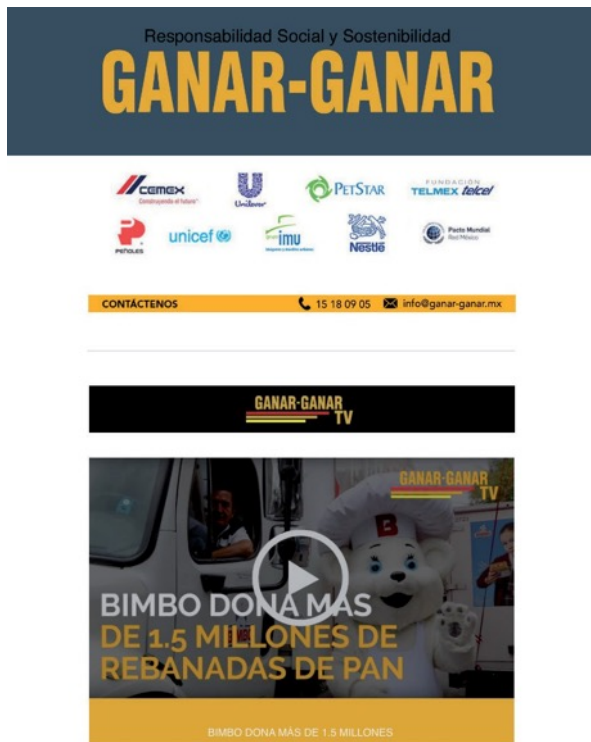 Responsabilidad Social y Sostenibilidad
GANAR-GANAR
CEMEX
Construyendo el futuro
Unilever
PETSTAR
FUNDACIÓN
TELMEX telcel
PEÑOLES
unicef
imu
Nestlé
Pacto Mundial
Red México
CONTÁCTENOS 15 18 09 05 info@ganar-ganar.mx
GANAR-GANAR
TV
GANAR-GANAR
TV
B
BIMBO DONA MÁS
DE 1.5 MILLONES DE
REBANADAS DE PAN
BIMBO DONA MÁS DE 1.5 MILLONES